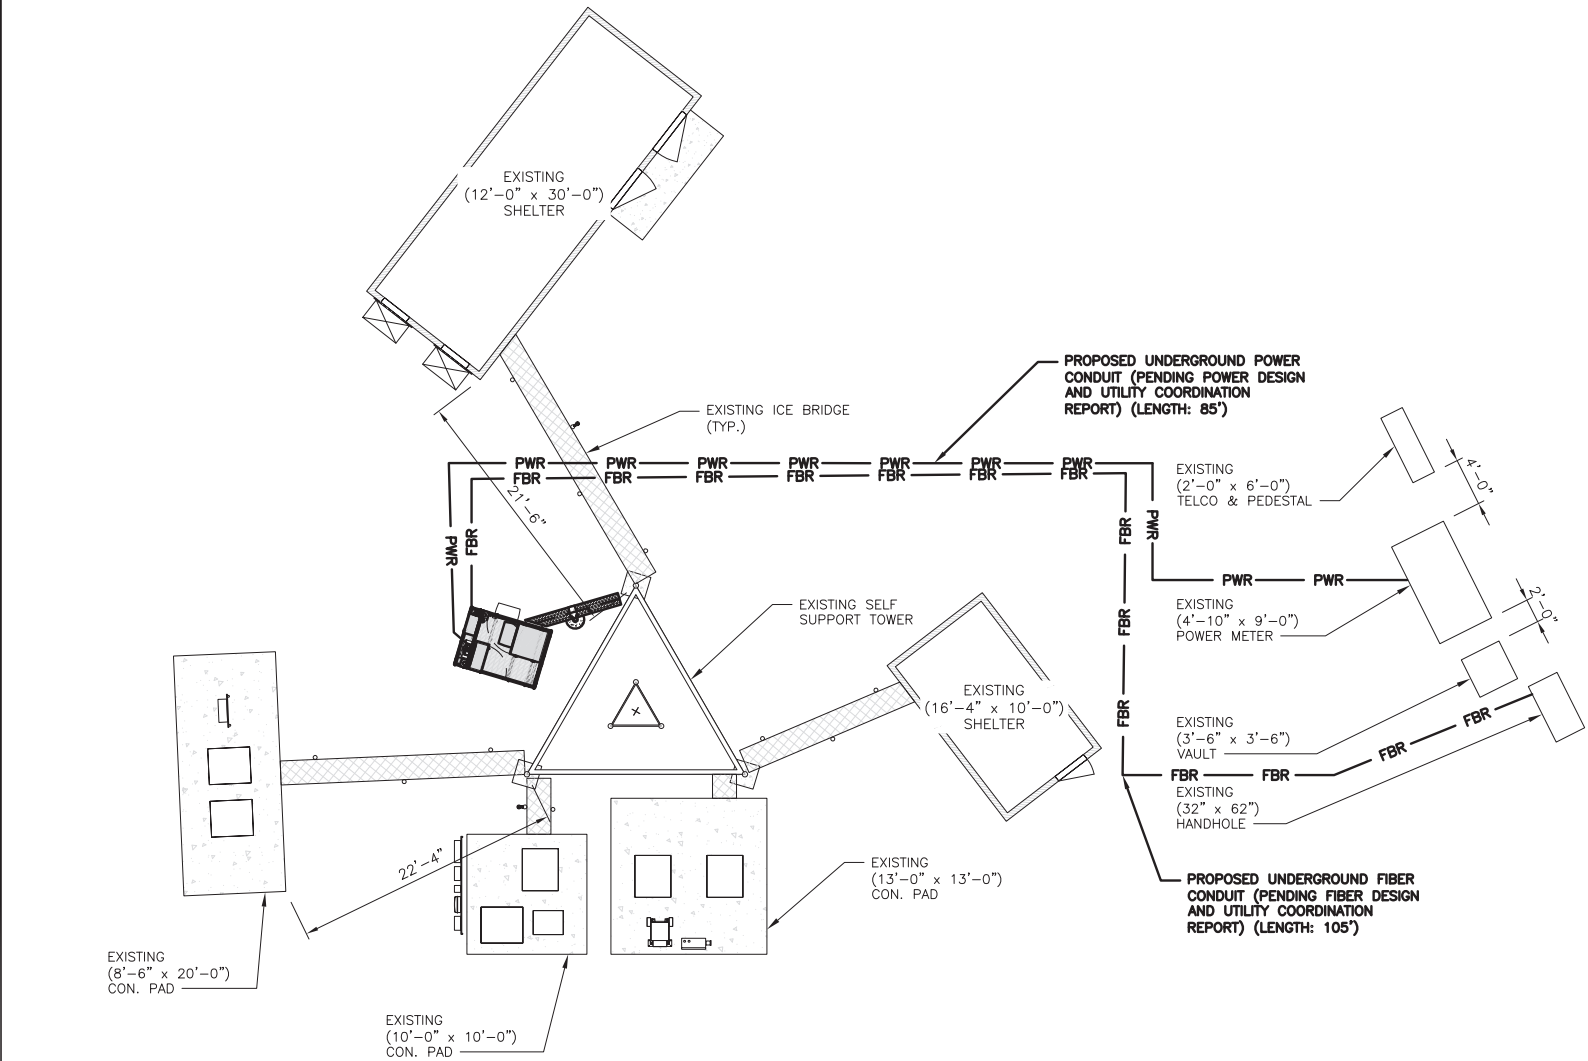 EXISTING
(12'-0" x 30'-0")
SHELTER
PROPOSED UNDERGROUND POWER
CONDUIT (PENDING POWER DESIGN
AND UTILITY COORDINATION
REPORT) (LENGTH: 85')
EXISTING ICE BRIDGE
(TYP.)
PWR PWR PWR PWR PWR PWR PWR
FBR FBR FBR FBR FBR FBR FBR
21'-6"
PWR
FBR
FBR
PWR
EXISTING
(2'-0" x 6'-0")
TELCO & PEDESTAL
4'-0"
PWR PWR
EXISTING
(4'-10" x 9'-0")
POWER METER
2'-0"
FBR
EXISTING SELF
SUPPORT TOWER
EXISTING
(16'-4" x 10'-0")
SHELTER
FBR
EXISTING
(3'-6" x 3'-6")
VAULT
FBR
FBR
FBR FBR
EXISTING
(32" x 62")
HANDHOLE
22'-4"
EXISTING
(13'-0" x 13'-0")
CON. PAD
PROPOSED UNDERGROUND FIBER
CONDUIT (PENDING FIBER DESIGN
AND UTILITY COORDINATION
REPORT) (LENGTH: 105')
EXISTING
(8'-6" x 20'-0")
CON. PAD
EXISTING
(10'-0" x 10'-0")
CON. PAD